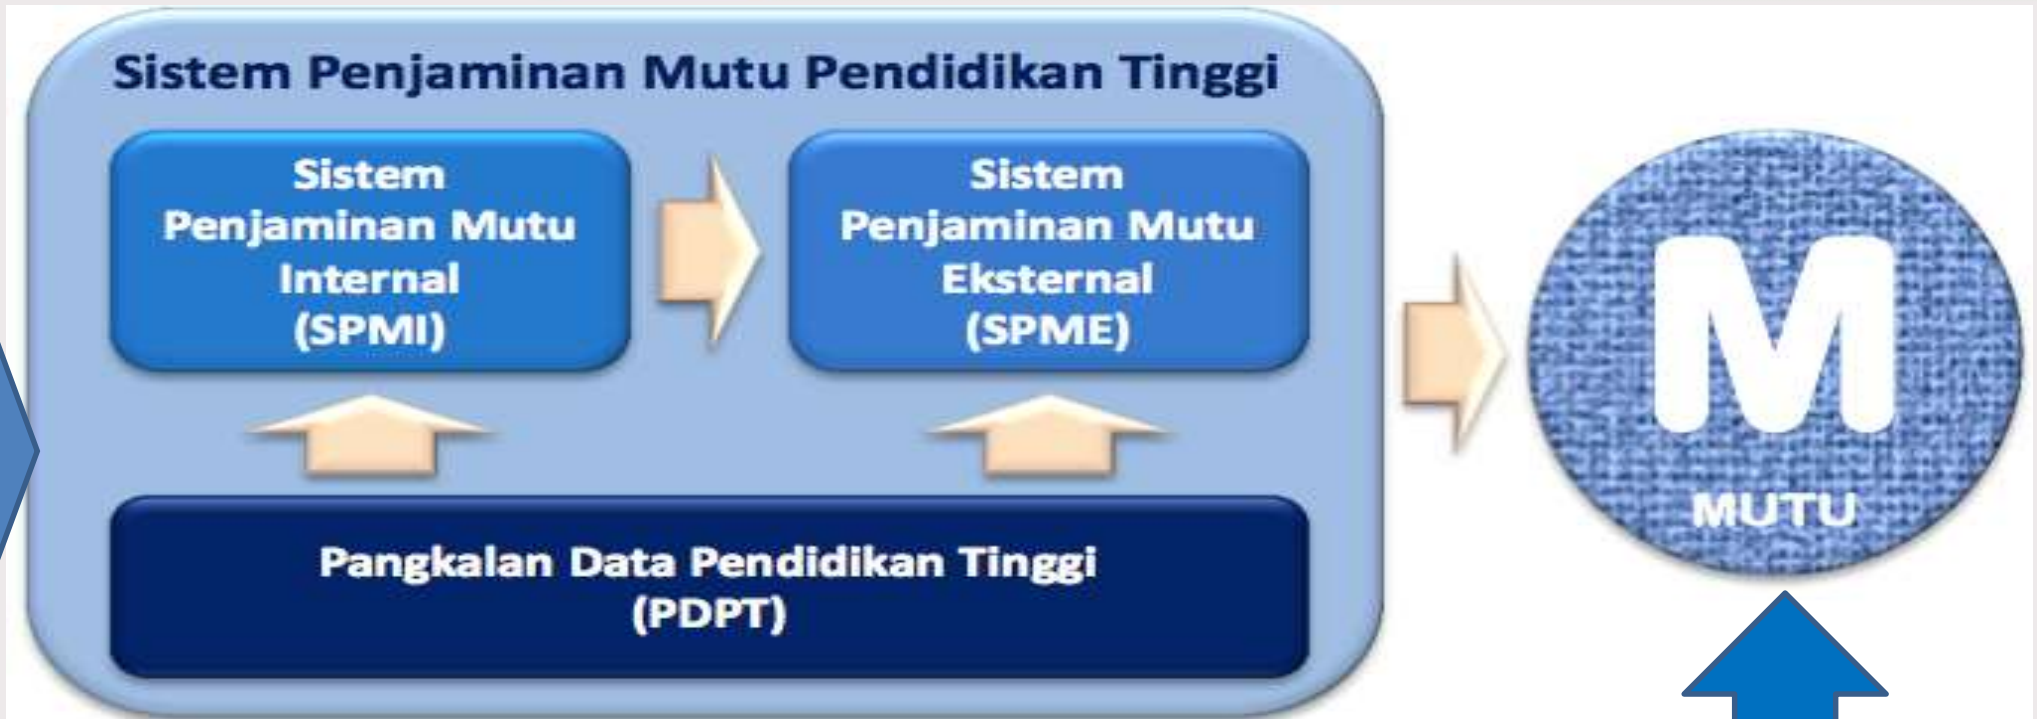 Sistem Penjaminan Mutu Pendidikan Tinggi
Sistem
Penjaminan Mutu
Internal
(SPMI)
Sistem
Penjaminan Mutu
Eksternal
(SPME)
Pangkalan Data Pendidikan Tinggi
(PDPT)
M
MUTU